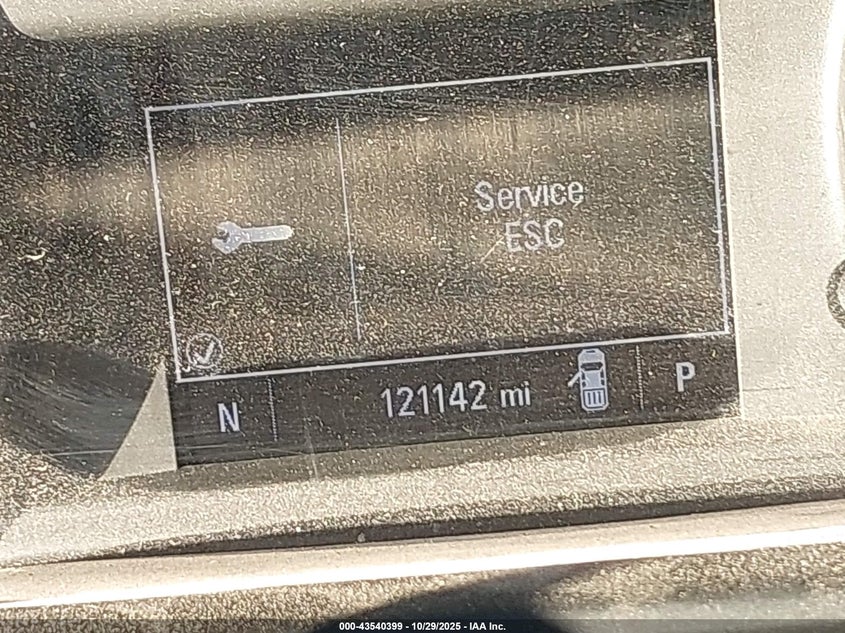 Service
ESC
N 121142 mi P
000-43540399 - 10/29/2025 - IAA Inc.